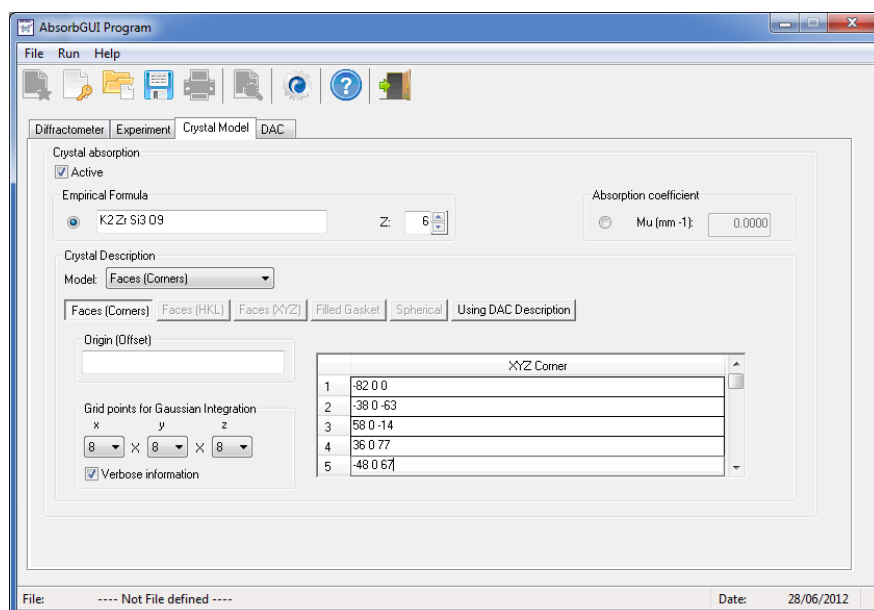 AbsorbGUI Program
File Run Help
Diffractometer Experiment Crystal Model DAC
Crystal absorption
Active
Empirical Formula
K2 Zr Si3 O9 Z: 6
Absorption coefficient
Mu (mm -1): 0.0000
Crystal Description
Model: Faces (Corners)
Faces (Corners) Faces (HKL) Faces (XYZ) Filled Gasket Spherical Using DAC Description
Origin (Offset)
XYZ Corner
1 -82 0 0
2 -38 0 -63
3 58 0 -14
4 36 0 77
5 -48 0 67
Grid points for Gaussian Integration
x y z
8 X 8 X 8
Verbose information
File: ---- Not File defined ---- Date: 28/06/2012